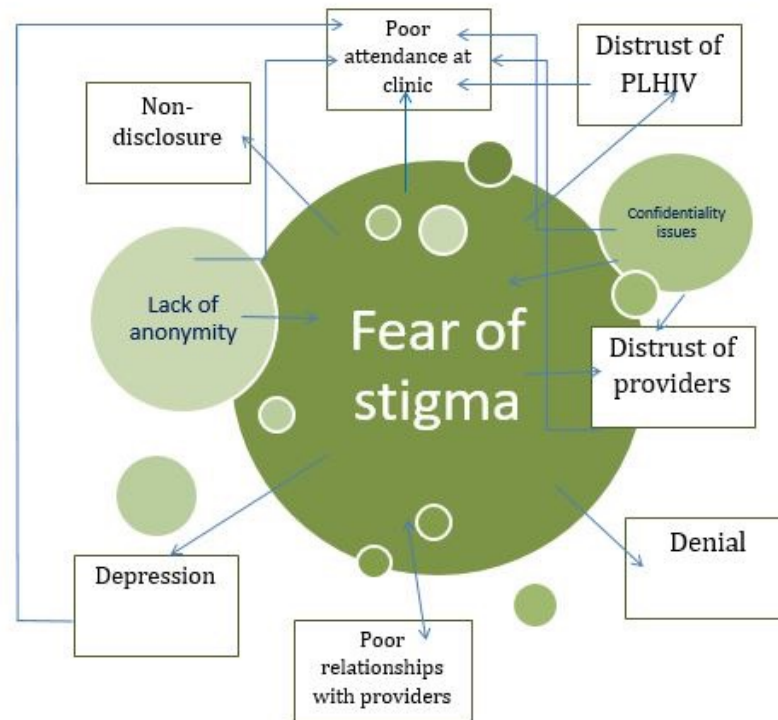 Poor
attendance at
clinic
Distrust of
PLHIV
Non-
disclosure
Confidentiality
issues
Lack of
anonymity
Fear of
stigma
Distrust of
providers
Depression
Denial
Poor
relationships
with providers